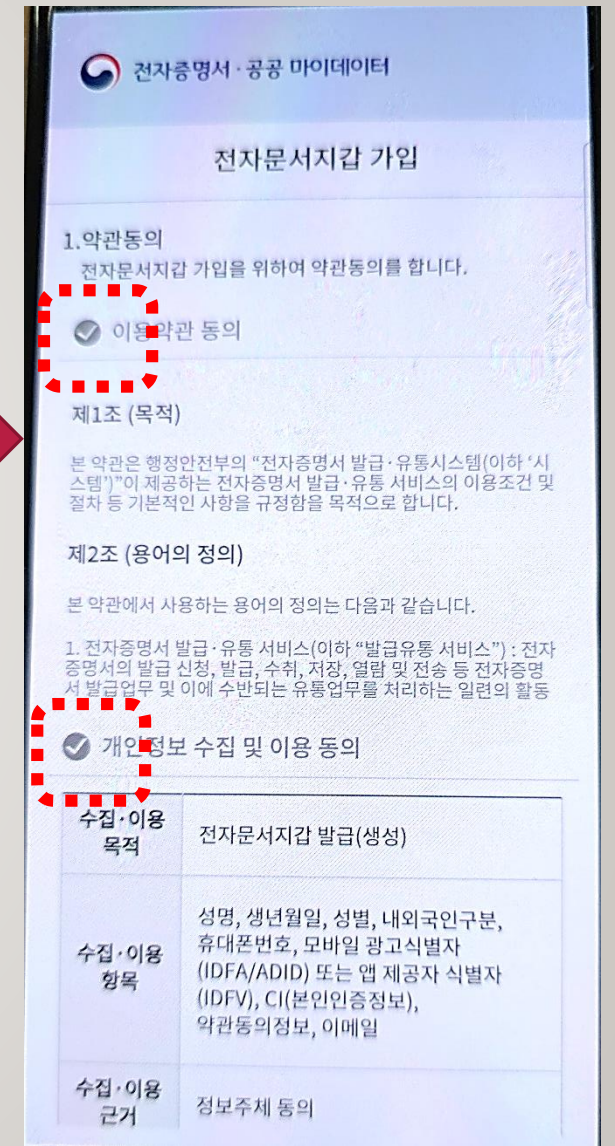 전자증명서 · 공공 마이데이터
전자문서지갑 가입
1.약관동의
전자문서지갑 가입을 위하여 약관동의를 합니다.
이용약관 동의
제1조 (목적)
본 약관은 행정안전부의 “전자증명서 발급·유통시스템(이하 ‘시
스템’)”이 제공하는 전자증명서 발급·유통 서비스의 이용조건 및
절차 등 기본적인 사항을 규정함을 목적으로 합니다.
제2조 (용어의 정의)
본 약관에서 사용하는 용어의 정의는 다음과 같습니다.
1. 전자증명서 발급·유통 서비스(이하 “발급유통 서비스”) : 전자
증명서의 발급 신청, 발급, 수취, 저장, 열람 및 전송 등 전자증명
서 발급업무 및 이에 수반되는 유통업무를 처리하는 일련의 활동
개인정보 수집 및 이용 동의
수집·이용
목적
전자문서지갑 발급(생성)
수집·이용
항목
성명, 생년월일, 성별, 내외국인구분,
휴대폰번호, 모바일 광고식별자
(IDFA/ADID) 또는 앱 제공자 식별자
(IDFV), CI(본인인증정보),
약관동의정보, 이메일
수집·이용
근거
정보주체 동의